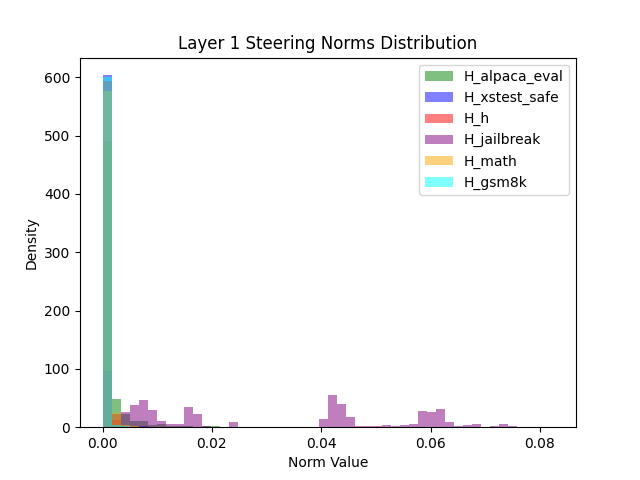 Layer 1 Steering Norms Distribution
Density
600
500
400
300
200
100
0
0.00 0.02 0.04 0.06 0.08
Norm Value
H_alpaca_eval
H_xstest_safe
H_h
H_jailbreak
H_math
H_gsm8k